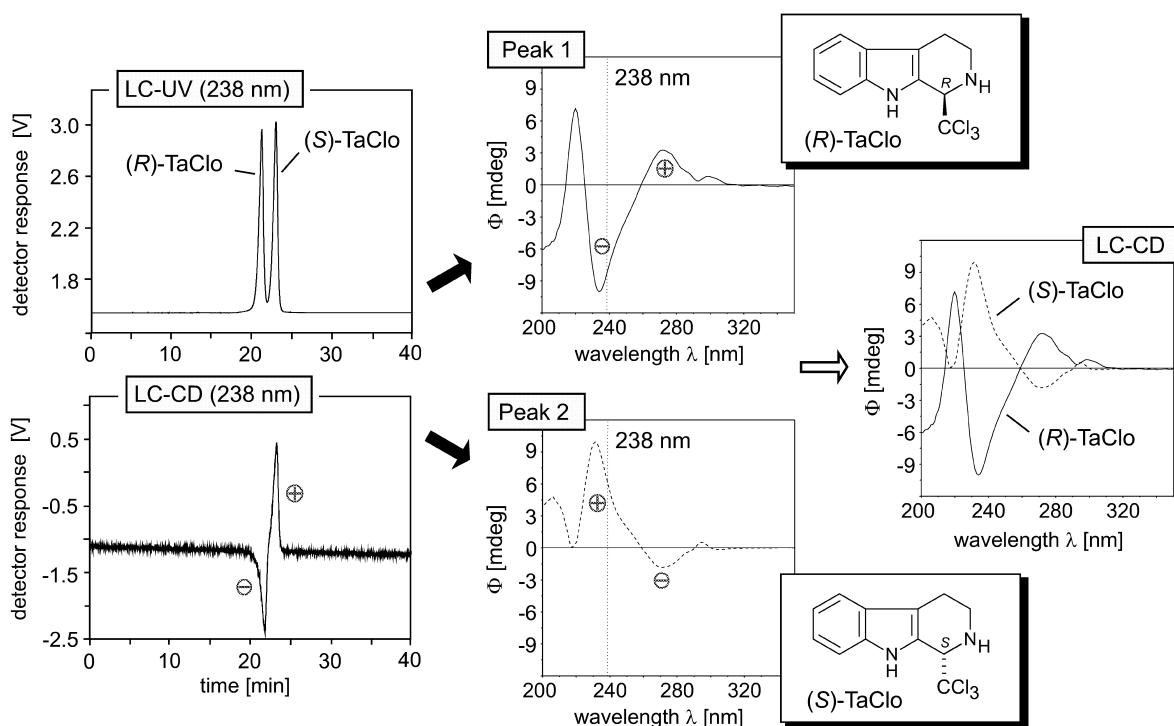 LC-UV (238 nm)
detector response [V]
3.0
2.6
2.2
1.8
(R)-TaClo
(S)-TaClo
0
10
20
30
40
LC-CD (238 nm)
detector response [V]
0.5
-0.5
-1.5
-2.5
+
−
0
10
20
30
40
time [min]
Peak 1
238 nm
Φ [mdeg]
9
6
3
0
-3
-6
-9
+
−
200
240
280
320
wavelength λ [nm]
N
H
R
NH
CCl3
(R)-TaClo
Peak 2
238 nm
Φ [mdeg]
9
6
3
0
-3
-6
-9
+
−
200
240
280
320
wavelength λ [nm]
N
H
S
NH
CCl3
(S)-TaClo
LC-CD
Φ [mdeg]
9
6
3
0
-3
-6
-9
(S)-TaClo
(R)-TaClo
200
240
280
320
wavelength λ [nm]